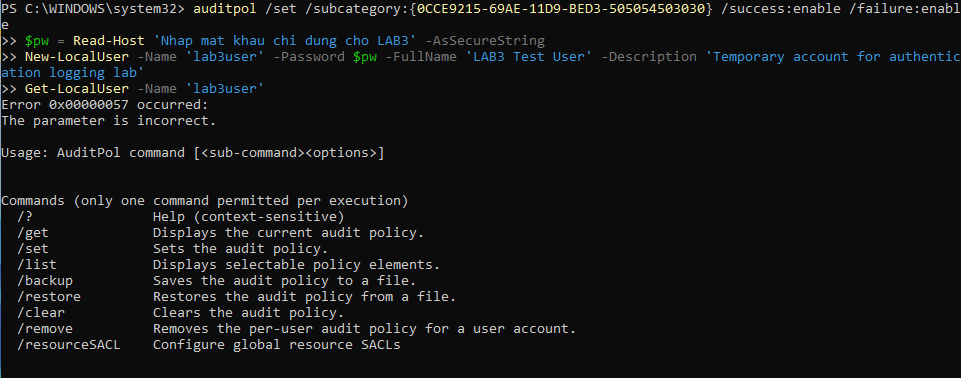 PS C:\WINDOWS\system32> auditpol /set /subcategory:{0CCE9215-69AE-11D9-BED3-505054503030} /success:enable /failure:enabl
e
>> $pw = Read-Host 'Nhap mat khau chi dung cho LAB3' -AsSecureString
>> New-LocalUser -Name 'lab3user' -Password $pw -FullName 'LAB3 Test User' -Description 'Temporary account for authentic
ation logging lab'
>> Get-LocalUser -Name 'lab3user'
Error 0x00000057 occurred:
The parameter is incorrect.
Usage: AuditPol command [<sub-command><options>]
Commands (only one command permitted per execution)
/? Help (context-sensitive)
/get Displays the current audit policy.
/set Sets the audit policy.
/list Displays selectable policy elements.
/backup Saves the audit policy to a file.
/restore Restores the audit policy from a file.
/clear Clears the audit policy.
/remove Removes the per-user audit policy for a user account.
/resourceSACL Configure global resource SACLs